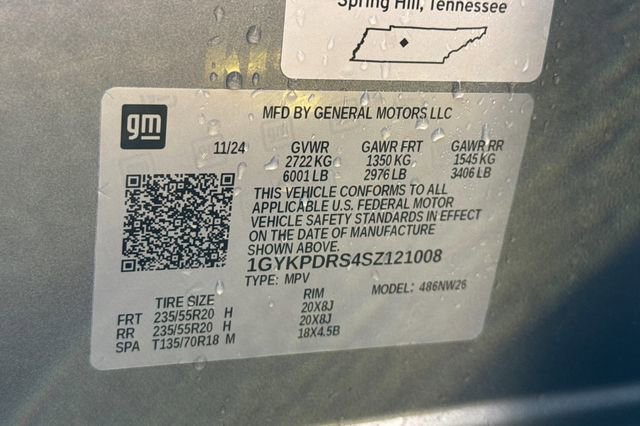 Spring Hill, Tennessee
gm
MFD BY GENERAL MOTORS LLC
11/24 GVWR GAWR FRT GAWR RR
2722 KG 1350 KG 1545 KG
6001 LB 2976 LB 3406 LB
THIS VEHICLE CONFORMS TO ALL
APPLICABLE U.S. FEDERAL MOTOR
VEHICLE SAFETY STANDARDS IN EFFECT
ON THE DATE OF MANUFACTURE
SHOWN ABOVE.
1GYKPDRS4SZ121008
TYPE: MPV MODEL: 486NW26
TIRE SIZE RIM
FRT 235/55R20 H 20X8J
RR 235/55R20 H 20X8J
SPA T135/70R18 M 18X4.5B